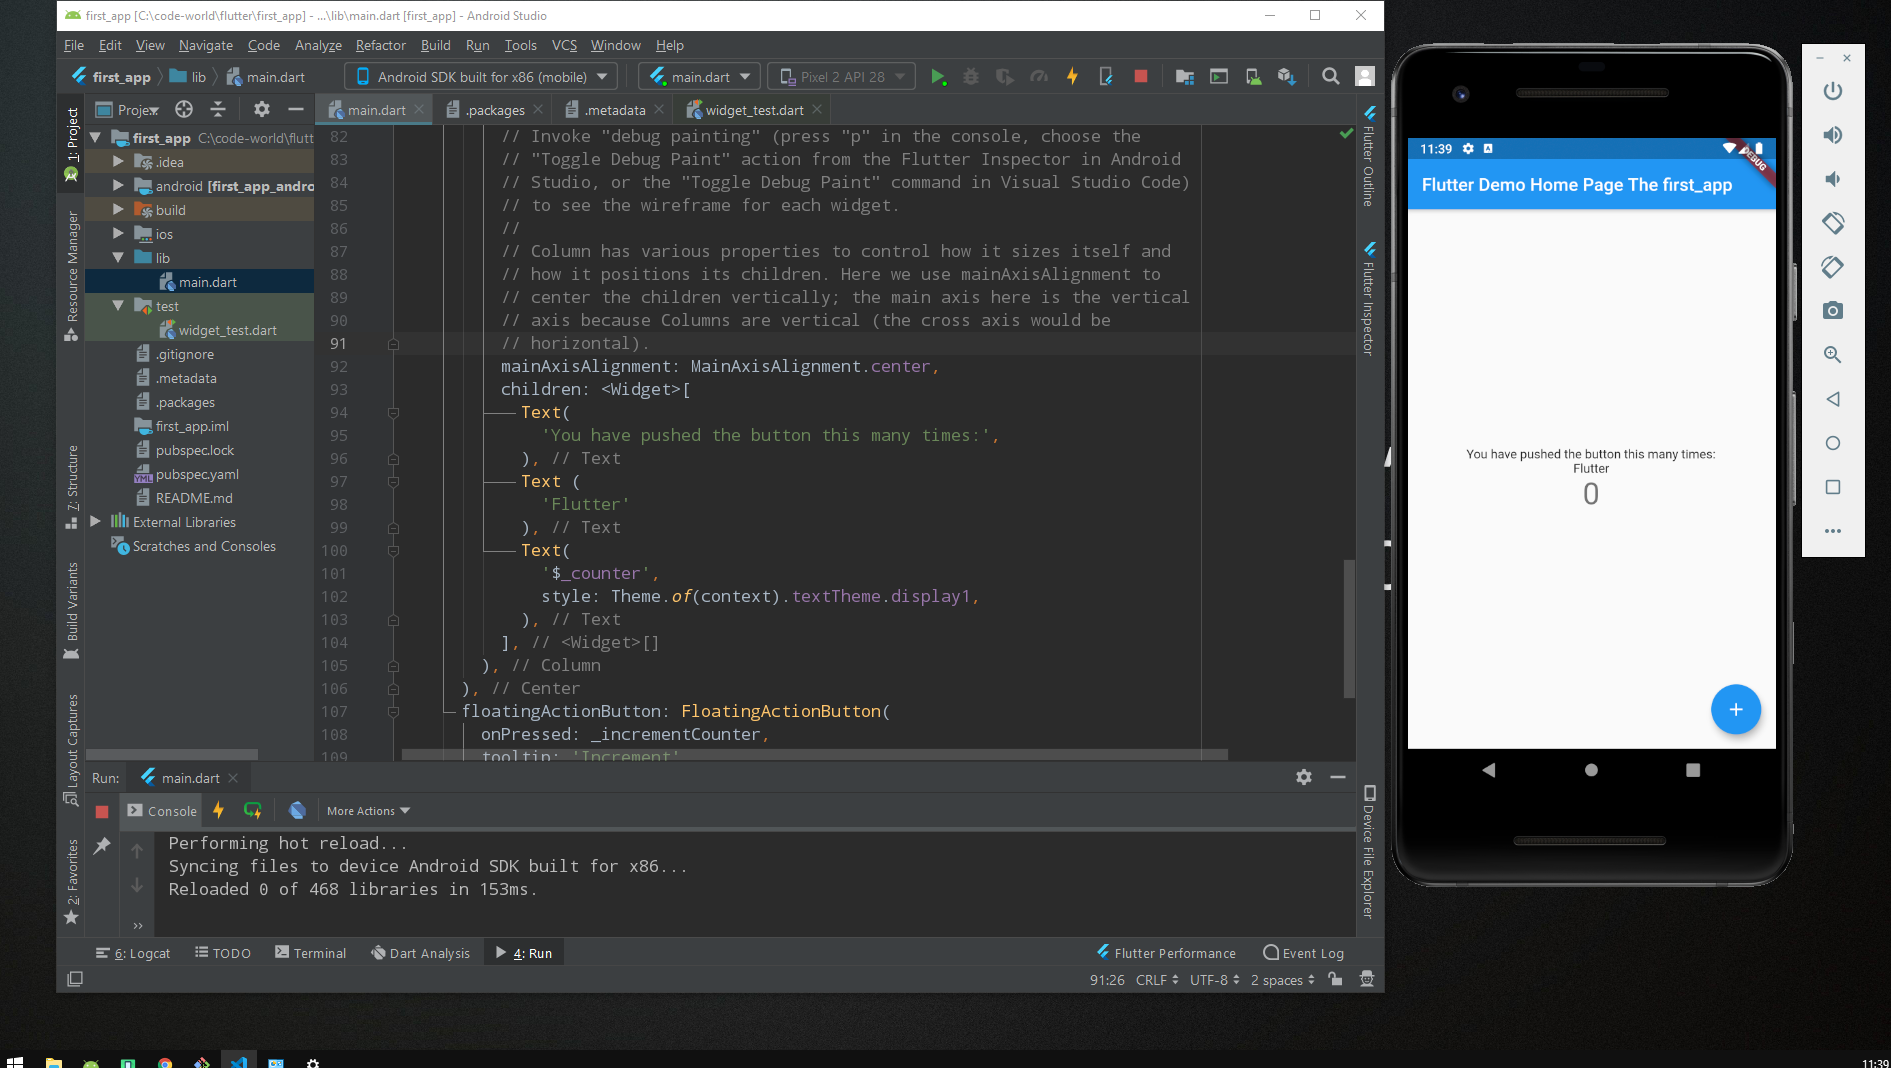 first_app [C:\code-world\flutter\first_app] - ...\lib\main.dart [first_app] - Android Studio
File Edit View Navigate Code Analyze Refactor Build Run Tools VCS Window Help
first_app lib main.dart Android SDK built for x86 (mobile) main.dart Pixel 2 API 28
Proje main.dart .packages .metadata widget_test.dart
first_app C:\code-world\flutt
.idea
android [first_app_andro
build
ios
lib
main.dart
test
widget_test.dart
.gitignore
.metadata
.packages
first_app.iml
pubspec.lock
pubspec.yaml
README.md
External Libraries
Scratches and Consoles
1: Project
Resource Manager
7: Structure
Build Variants
Layout Captures
2: Favorites
82 // Invoke "debug painting" (press "p" in the console, choose the
83 // "Toggle Debug Paint" action from the Flutter Inspector in Android
84 // Studio, or the "Toggle Debug Paint" command in Visual Studio Code)
85 // to see the wireframe for each widget.
86 //
87 // Column has various properties to control how it sizes itself and
88 // how it positions its children. Here we use mainAxisAlignment to
89 // center the children vertically; the main axis here is the vertical
90 // axis because Columns are vertical (the cross axis would be
91 // horizontal).
92 mainAxisAlignment: MainAxisAlignment.center,
93 children: <Widget>[
94 Text(
95 'You have pushed the button this many times:',
96 ), // Text
97 Text (
98 'Flutter'
99 ), // Text
100 Text(
101 '$_counter',
102 style: Theme.of(context).textTheme.display1,
103 ), // Text
104 ], // <Widget>[]
105 ), // Column
106 ), // Center
107 floatingActionButton: FloatingActionButton(
108 onPressed: _incrementCounter,
109 tooltip: 'Increment'
Flutter Outline
Flutter Inspector
Device File Explorer
Run: main.dart
Console More Actions
Performing hot reload...
Syncing files to device Android SDK built for x86...
Reloaded 0 of 468 libraries in 153ms.
6: Logcat TODO Terminal Dart Analysis 4: Run Flutter Performance Event Log
91:26 CRLF UTF-8 2 spaces
11:39
DEBUG
Flutter Demo Home Page The first_app
You have pushed the button this many times:
Flutter
0
11:39